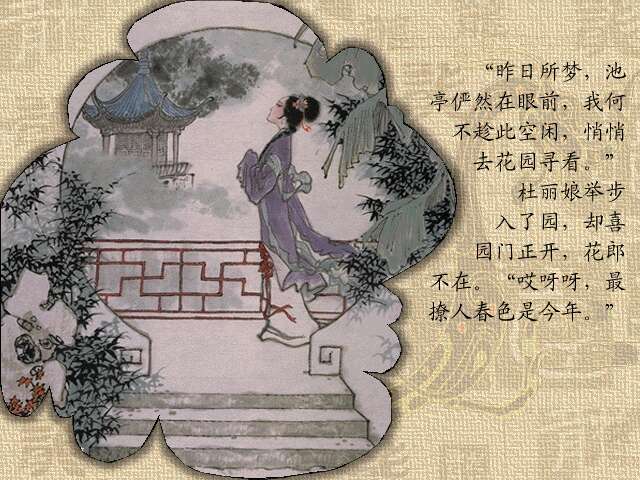 “昨日所梦，池
亭俨然在眼前，我何
不趁此空闲，悄悄
去花园寻看。”
杜丽娘举步
入了园，却喜
园门正开，花郎
不在。“哎呀呀，最
撩人春色是今年。”